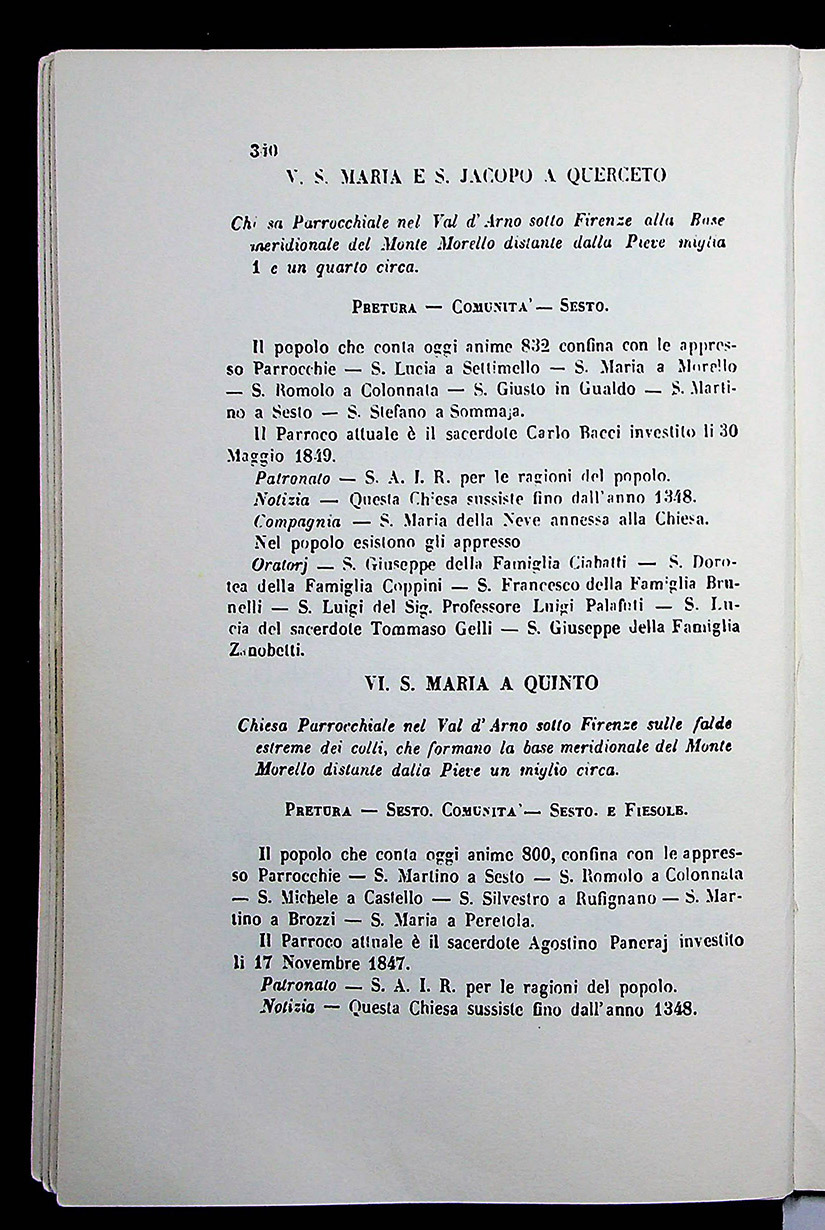 340
V. S. MARIA E S. JACOPO A QUERCETO
Chi sa Parrocchiale nel Val d' Arno sotto Firenze alla Base
meridionale del Monte Morello distante dalla Pieve miglia
1 e un quarto circa.
PRETURA — COMUNITA' — SESTO.
Il popolo che conta oggi anime 832 confina con le appres-
so Parrocchie — S. Lucia a Settimello — S. Maria a Morello
— S. Romolo a Colonnata — S. Giusto in Gualdo — S. Marti-
no a Sesto — S. Stefano a Sommaja.
Il Parroco attuale è il sacerdote Carlo Bacci investito li 30
Maggio 1849.
Patronato — S. A. I. R. per le ragioni del popolo.
Notizia — Questa Chiesa sussiste fino dall'anno 1348.
Compagnia — S. Maria della Neve annessa alla Chiesa.
Nel popolo esistono gli appresso
Oratorj — S. Giuseppe della Famiglia Ciabatti — S. Doro-
tea della Famiglia Coppini — S. Francesco della Famiglia Bru-
nelli — S. Luigi del Sig. Professore Luigi Palafuti — S. Lu-
cia del sacerdote Tommaso Gelli — S. Giuseppe della Famiglia
Zanobetti.
VI. S. MARIA A QUINTO
Chiesa Parrocchiale nel Val d' Arno sotto Firenze sulle falde
estreme dei colli, che formano la base meridionale del Monte
Morello distante dalla Pieve un miglio circa.
PRETURA — SESTO. COMUNITA' — SESTO. E FIESOLE.
Il popolo che conta oggi anime 800, confina con le appres-
so Parrocchie — S. Martino a Sesto — S. Romolo a Colonnata
— S. Michele a Castello — S. Silvestro a Rufignano — S. Mar-
tino a Brozzi — S. Maria a Peretola.
Il Parroco attuale è il sacerdote Agostino Pancraj investito
li 17 Novembre 1847.
Patronato — S. A. I. R. per le ragioni del popolo.
Notizia — Questa Chiesa sussiste fino dall'anno 1348.